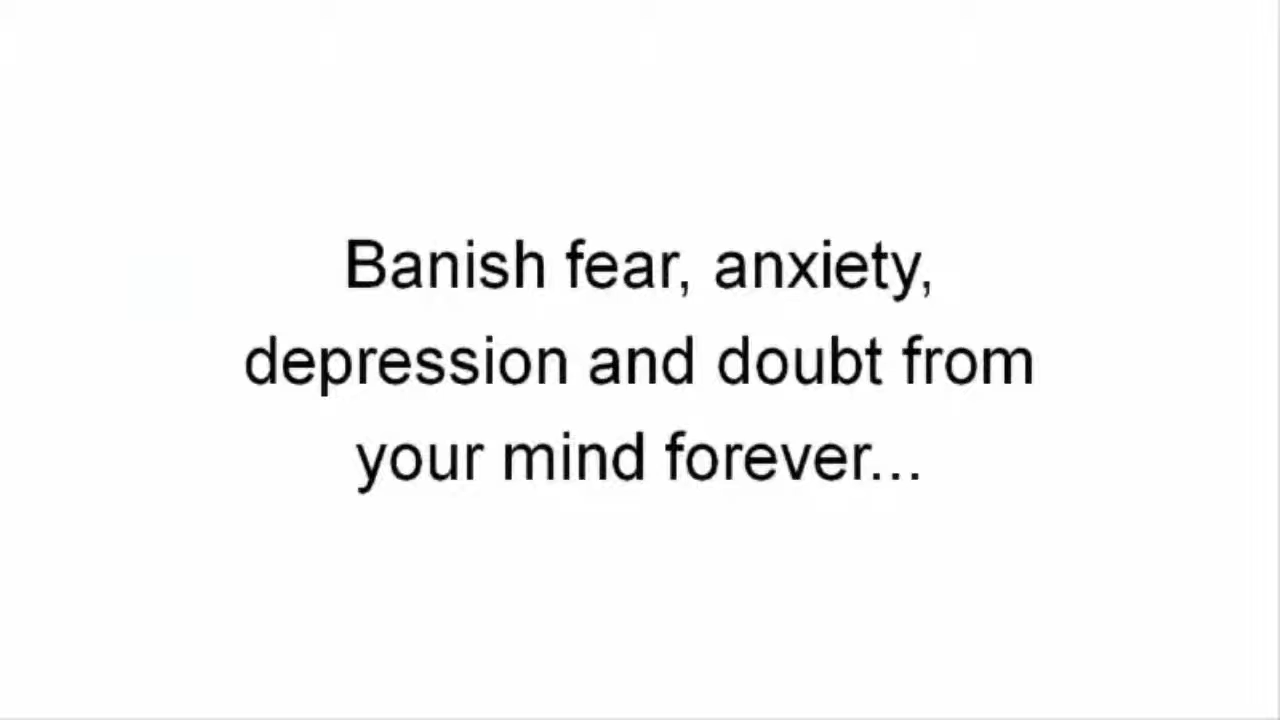 Banish fear, anxiety,
depression and doubt from
your mind forever...